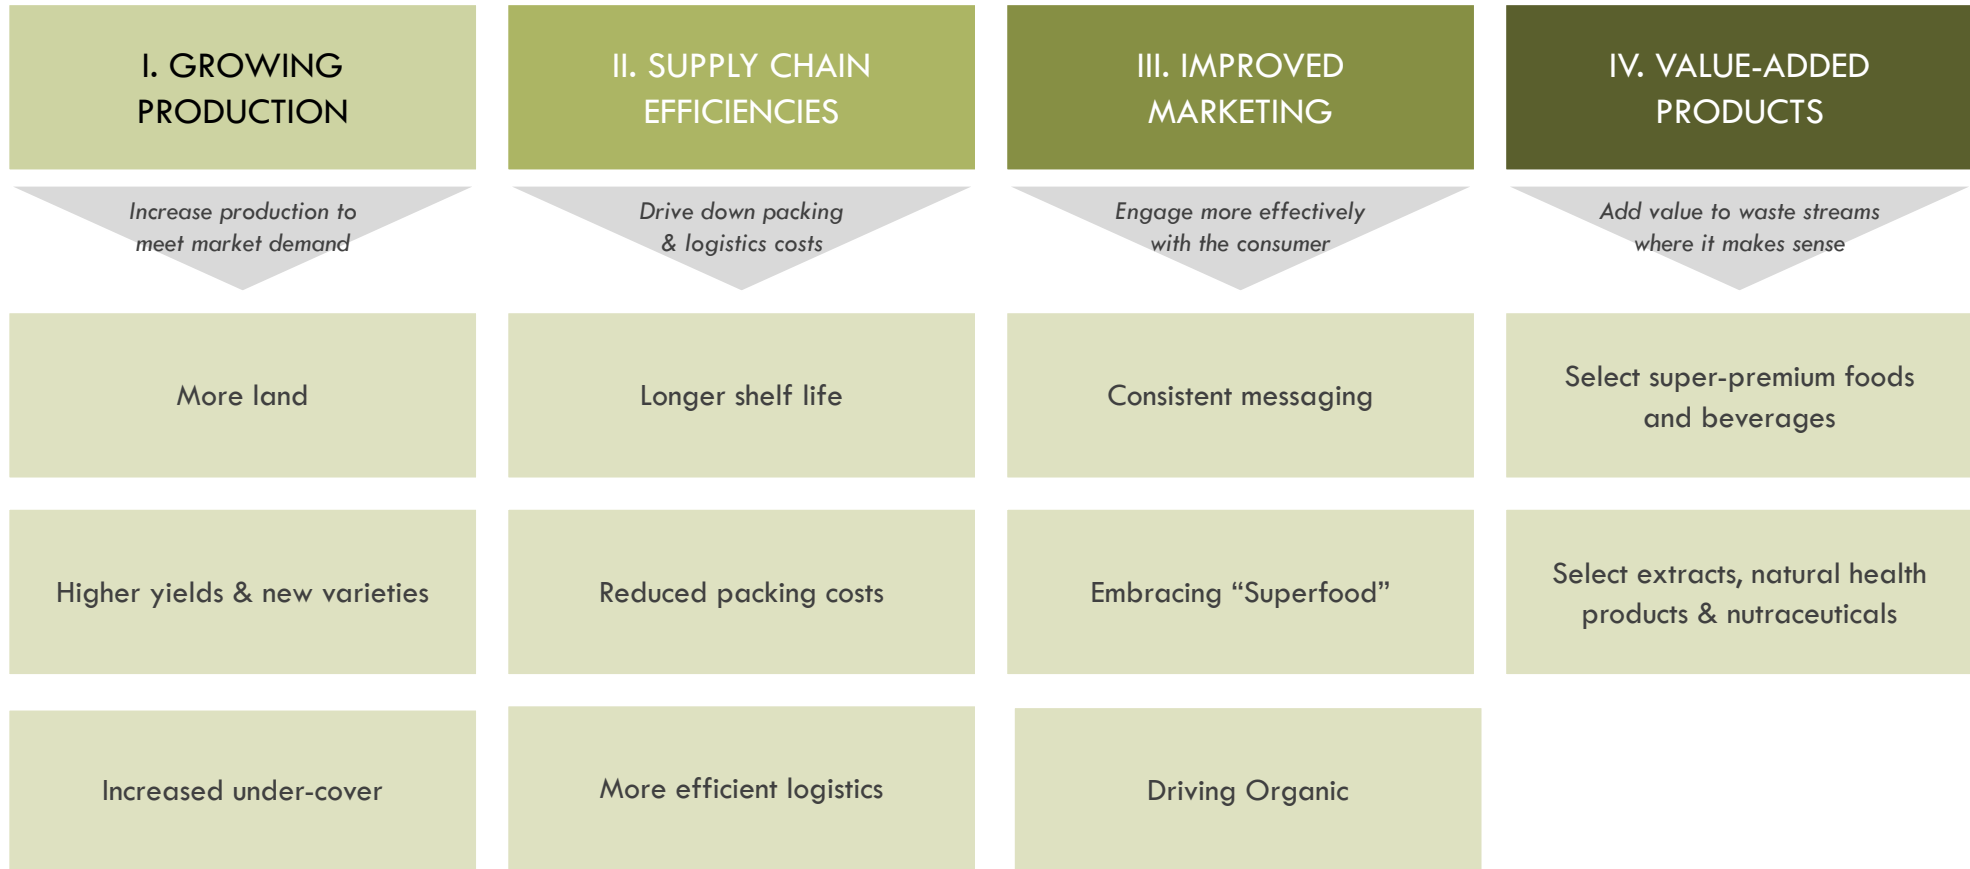 I. GROWING
PRODUCTION
Increase production to
meet market demand
More land
Higher yields & new varieties
Increased under-cover
II. SUPPLY CHAIN
EFFICIENCIES
Drive down packing
& logistics costs
Longer shelf life
Reduced packing costs
More efficient logistics
III. IMPROVED
MARKETING
Engage more effectively
with the consumer
Consistent messaging
Embracing “Superfood”
Driving Organic
IV. VALUE-ADDED
PRODUCTS
Add value to waste streams
where it makes sense
Select super-premium foods
and beverages
Select extracts, natural health
products & nutraceuticals